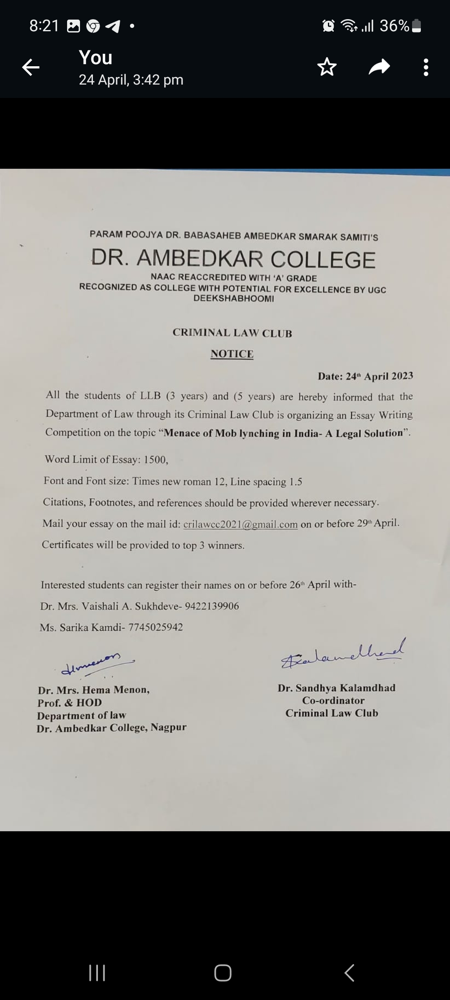 8:21
36%
You
24 April, 3:42 pm
PARAM POOJYA DR. BABASAHEB AMBEDKAR SMARAK SAMITI'S
DR. AMBEDKAR COLLEGE
NAAC REACCREDITED WITH ‘A’ GRADE
RECOGNIZED AS COLLEGE WITH POTENTIAL FOR EXCELLENCE BY UGC
DEEKSHABHOOMI
CRIMINAL LAW CLUB
NOTICE
Date: 24th April 2023
All the students of LLB (3 years) and (5 years) are hereby informed that the
Department of Law through its Criminal Law Club is organizing an Essay Writing
Competition on the topic “Menace of Mob lynching in India- A Legal Solution”.
Word Limit of Essay: 1500,
Font and Font size: Times new roman 12, Line spacing 1.5
Citations, Footnotes, and references should be provided wherever necessary.
Mail your essay on the mail id: crilawcc2021@gmail.com on or before 29th April.
Certificates will be provided to top 3 winners.
Interested students can register their names on or before 26th April with-
Dr. Mrs. Vaishali A. Sukhdeve- 9422139906
Ms. Sarika Kamdi- 7745025942
Dr. Mrs. Hema Menon,
Prof. & HOD
Department of law
Dr. Ambedkar College, Nagpur
Dr. Sandhya Kalamdhad
Co-ordinator
Criminal Law Club